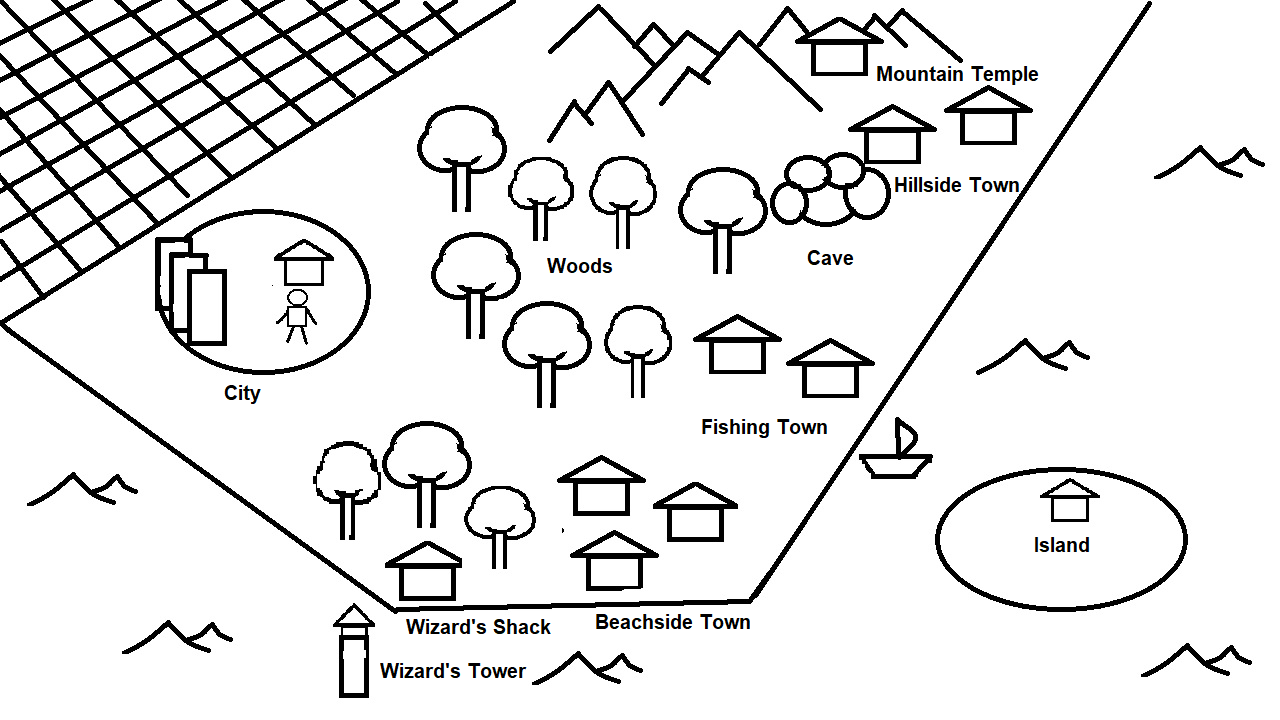 Mountain Temple
Hillside Town
Cave
Woods
City
Fishing Town
Island
Wizard's Shack
Beachside Town
Wizard's Tower